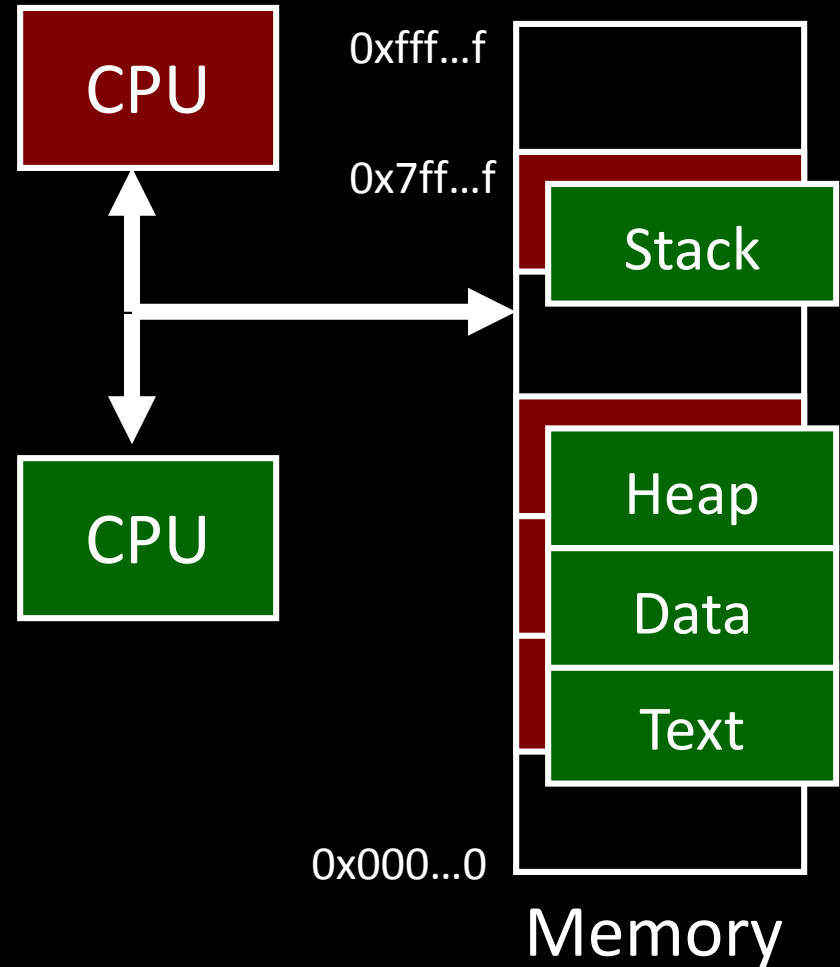 CPU
0xfff…f
0x7ff…f
Stack
CPU
Heap
Data
Text
0x000…0
Memory